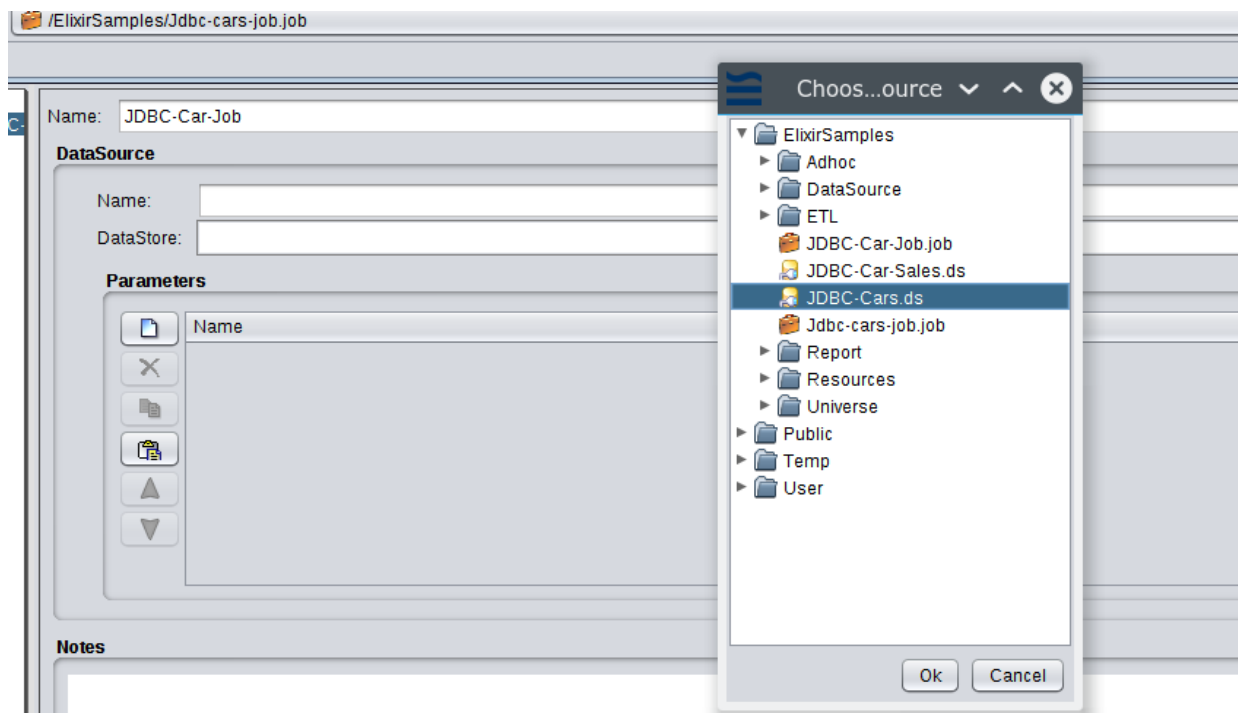 /ElixirSamples/Jdbc-cars-job.job
C-
Name: JDBC-Car-Job
DataSource
Name:
DataStore:
Parameters
Name
Notes
Choos...ource
ElixirSamples
Adhoc
DataSource
ETL
JDBC-Car-Job.job
JDBC-Car-Sales.ds
JDBC-Cars.ds
Jdbc-cars-job.job
Report
Resources
Universe
Public
Temp
User
Ok Cancel